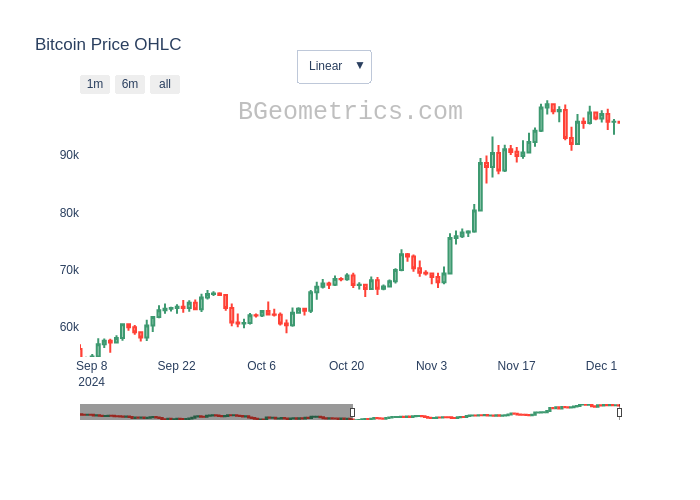 Bitcoin Price OHLC
Linear ▼
1m 6m all
BGeometrics.com
90k
80k
70k
60k
Sep 8 Sep 22 Oct 6 Oct 20 Nov 3 Nov 17 Dec 1
2024